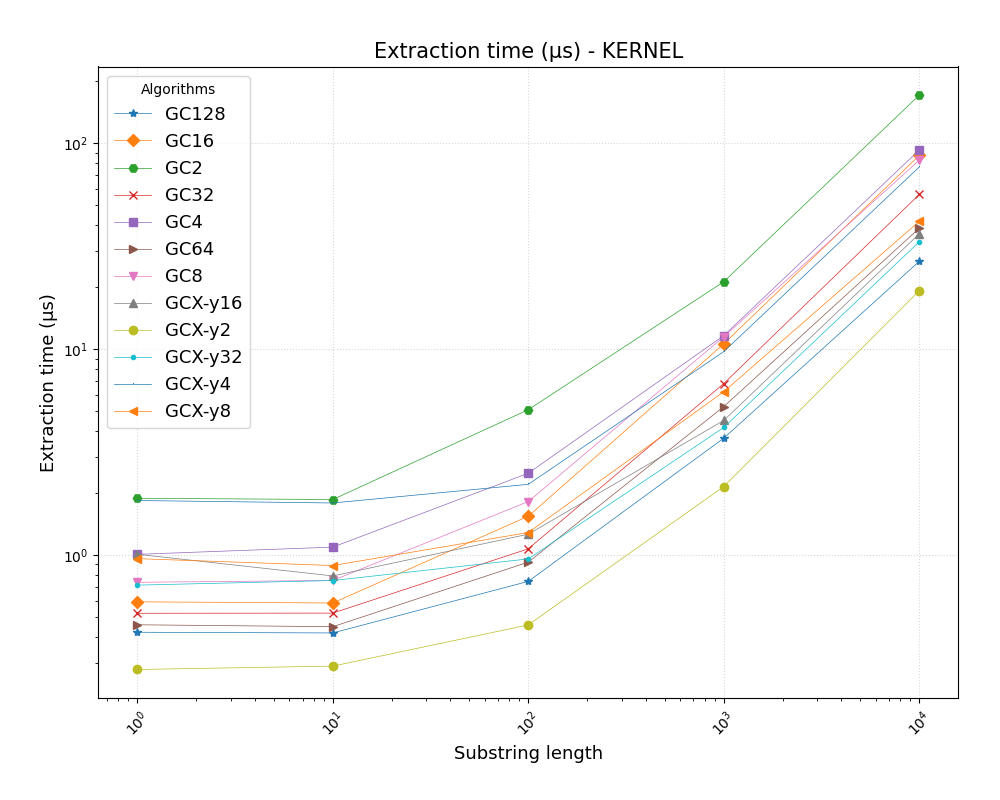 Extraction time (µs) - KERNEL
Algorithms
GC128
GC16
GC2
GC32
GC4
GC64
GC8
GCX-y16
GCX-y2
GCX-y32
GCX-y4
GCX-y8
Extraction time (µs)
10²
10¹
10⁰
10⁰ 10¹ 10² 10³ 10⁴
Substring length